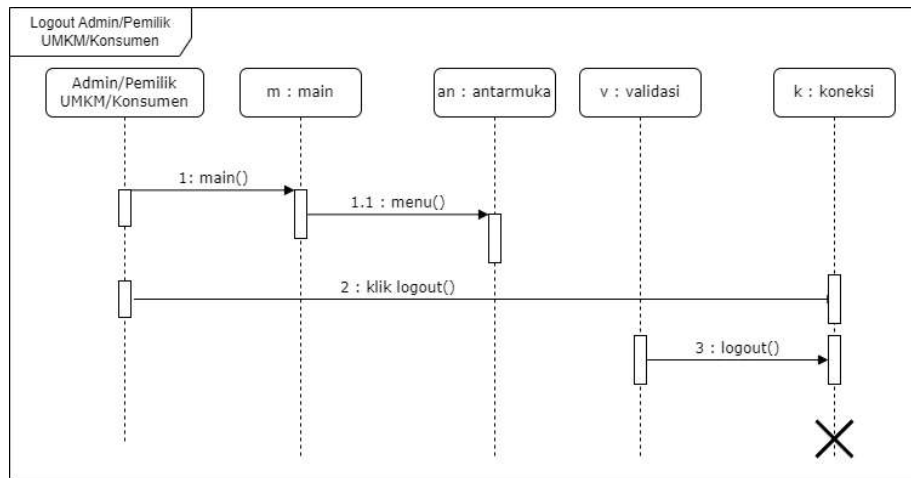 Logout Admin/Pemilik
UMKM/Konsumen
Admin/Pemilik
UMKM/Konsumen
m : main
an : antarmuka
v : validasi
k : koneksi
1: main()
1.1 : menu()
2 : klik logout()
3 : logout()